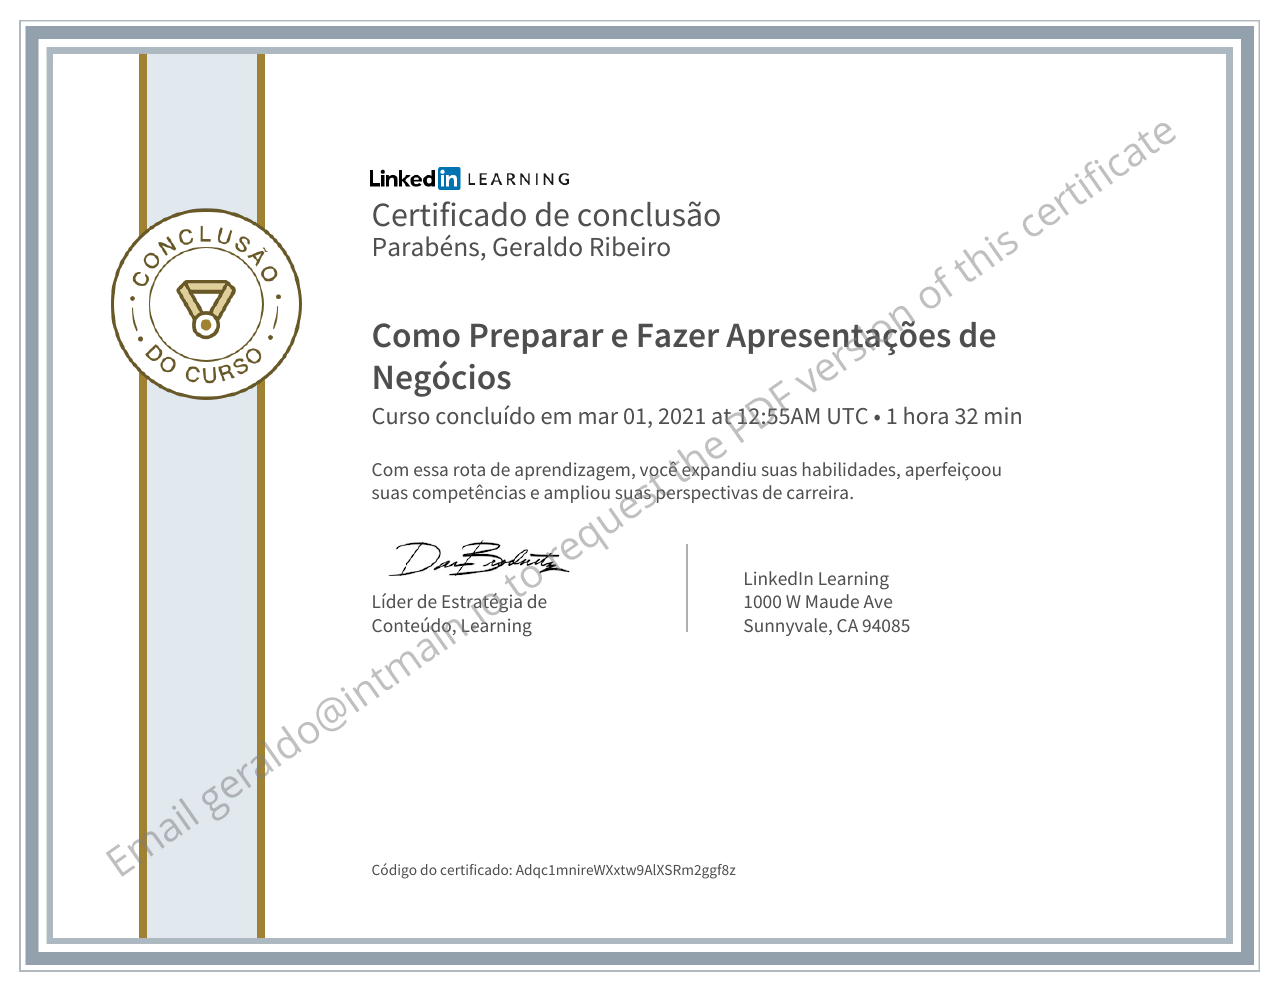 CONCLUSÃO
DO CURSO
Linkedin LEARNING
Certificado de conclusão
Parabéns, Geraldo Ribeiro
Como Preparar e Fazer Apresentações de
Negócios
Curso concluído em mar 01, 2021 at 12:55AM UTC • 1 hora 32 min
Com essa rota de aprendizagem, você expandiu suas habilidades, aperfeiçoou
suas competências e ampliou suas perspectivas de carreira.
Líder de Estratégia de
Conteúdo, Learning
LinkedIn Learning
1000 W Maude Ave
Sunnyvale, CA 94085
Código do certificado: Adqc1mnireWXxtw9AlXSRm2ggf8z
Email geraldo@intmain.io to request the PDF version of this certificate